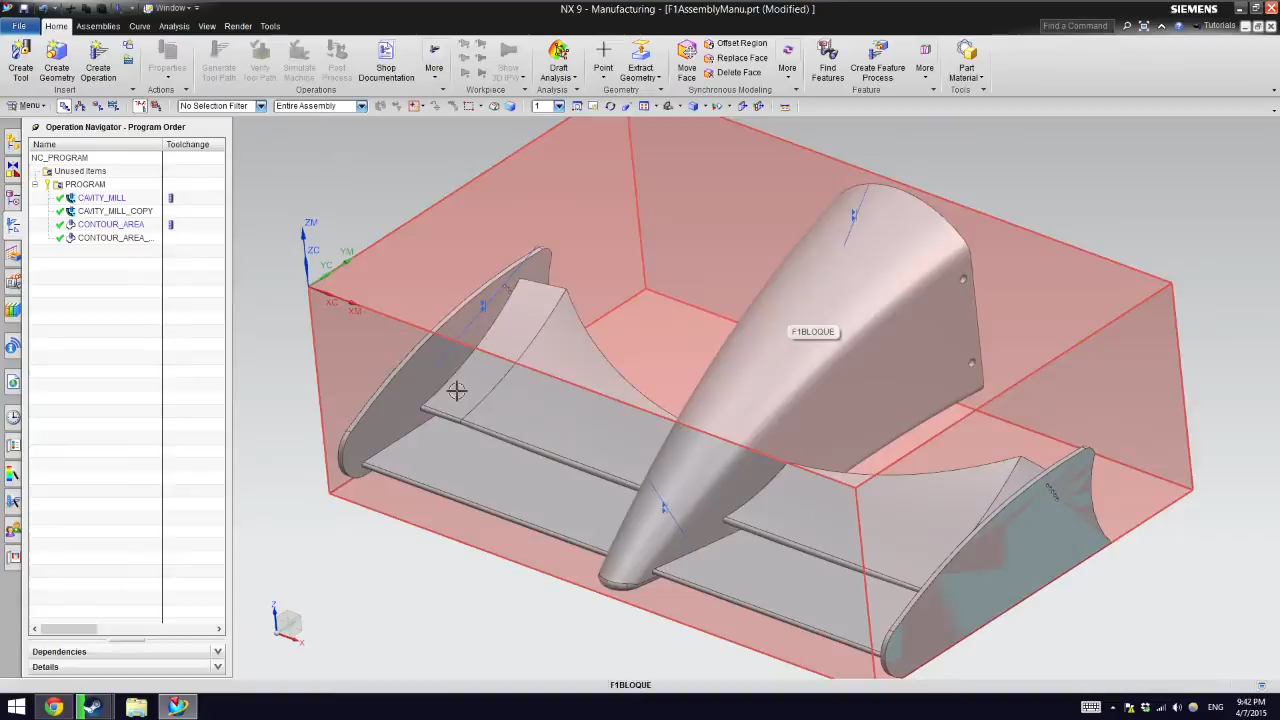 Window
NX 9 - Manufacturing - [F1AssemblyManu.prt (Modified) ]
SIEMENS
File Home Assemblies Curve Analysis View Render Tools
Find a Command
Tutorials
Create Tool
Create Geometry
Create Operation
Properties
Generate Tool Path
Verify Tool Path
Simulate Machine
Post Process
Shop Documentation
More
Show 3D IPW
Draft Analysis
Point
Extract Geometry
Move Face
Offset Region
Replace Face
Delete Face
More
Find Features
Create Feature Process
More
Part Material
Insert
Actions
Operations
Workpiece
Analysis
Geometry
Synchronous Modeling
Feature
Tools
Menu
No Selection Filter
Entire Assembly
1
Operation Navigator - Program Order
Name Toolchange
NC_PROGRAM
Unused Items
PROGRAM
CAVITY_MILL
CAVITY_MILL_COPY
CONTOUR_AREA
CONTOUR_AREA_...
Dependencies
Details
ZM
ZC
YM
YC
XC
XM
F1BLOQUE
Z
X
F1BLOQUE
ENG
9:42 PM
4/7/2015